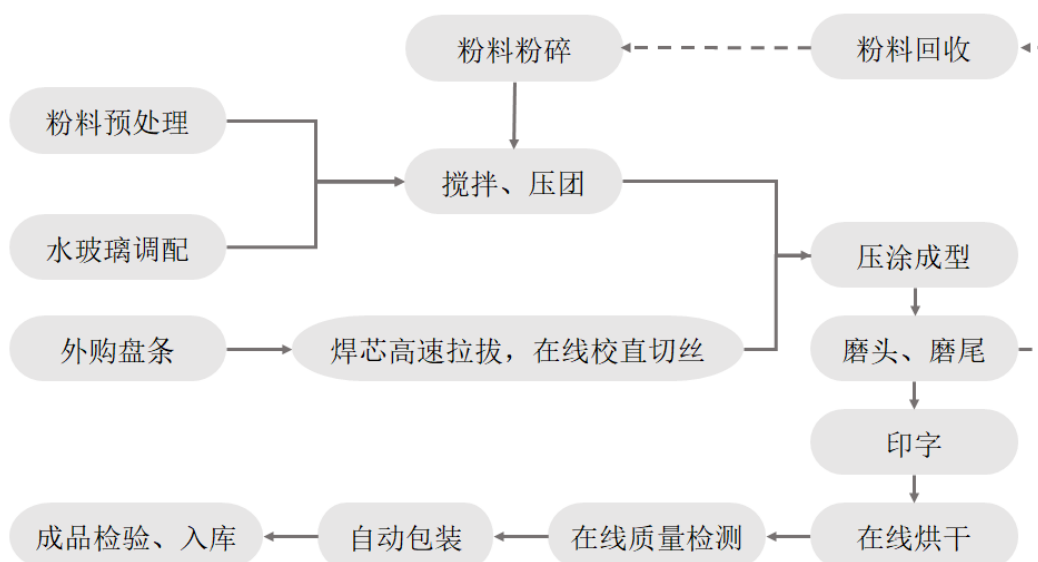 粉料粉碎
粉料回收
粉料预处理
搅拌、压团
水玻璃调配
压涂成型
外购盘条
焊芯高速拉拔，在线校直切丝
磨头、磨尾
印字
成品检验、入库
自动包装
在线质量检测
在线烘干